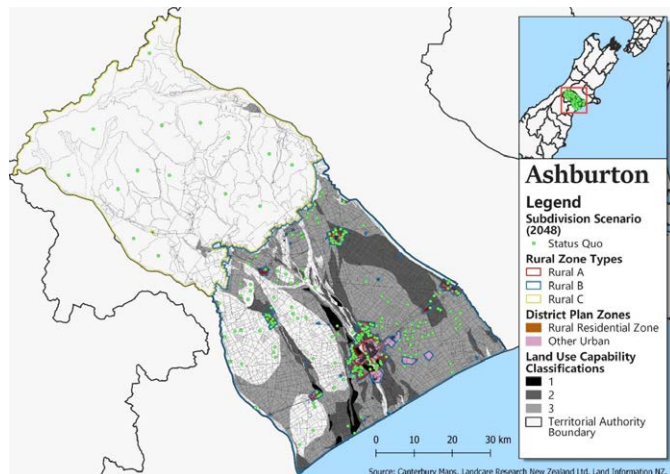 Ashburton
Legend
Subdivision Scenario
(2048)
Status Quo
Rural Zone Types
Rural A
Rural B
Rural C
District Plan Zones
Rural Residential Zone
Other Urban
Land Use Capability
Classifications
1
2
3
Territorial Authority
Boundary
0 10 20 30 km
Source: Canterbury Maps, Landcare Research New Zealand Ltd, Land Information NZ